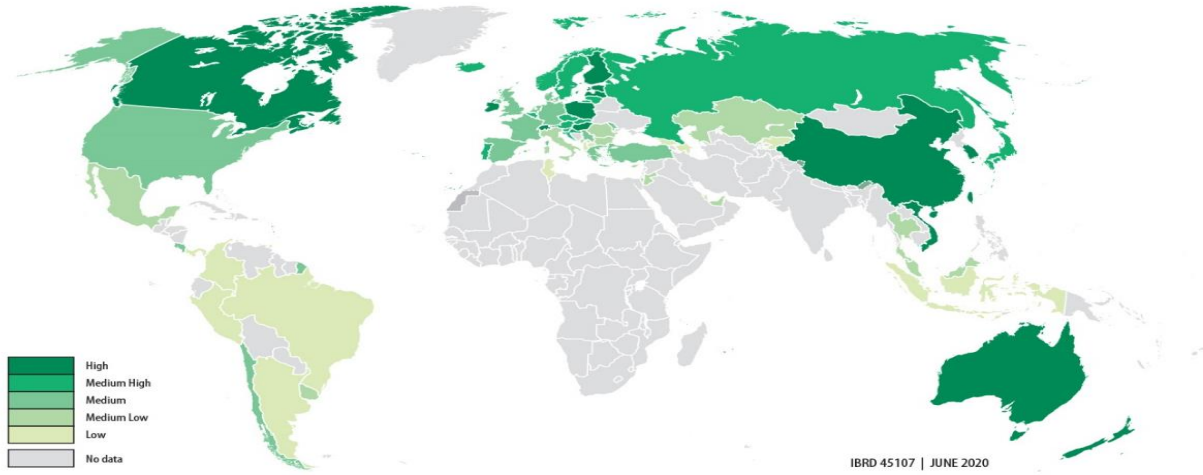 High
Medium High
Medium
Medium Low
Low
No data
IBRD 45107 | JUNE 2020